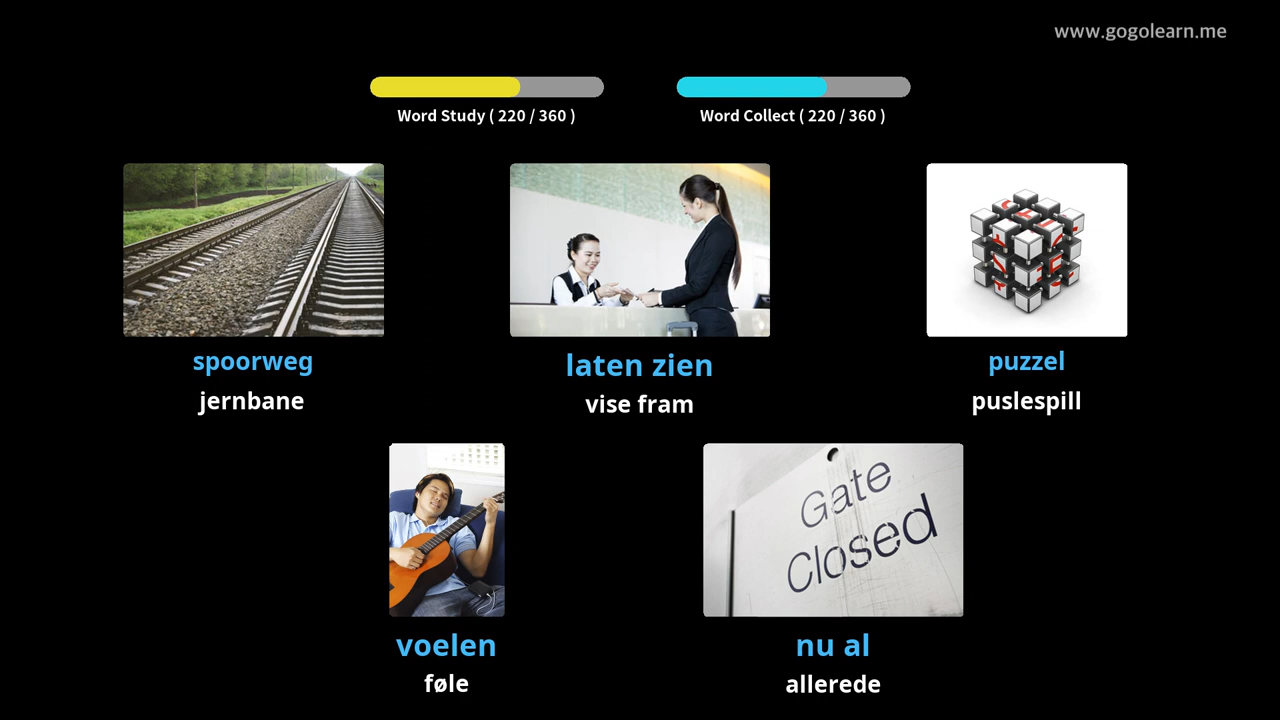 www.gogolearn.me
Word Study ( 220 / 360 )
Word Collect ( 220 / 360 )
spoorweg
jernbane
laten zien
vise fram
puzzel
puslespill
Gate
Closed
voelen
føle
nu al
allerede